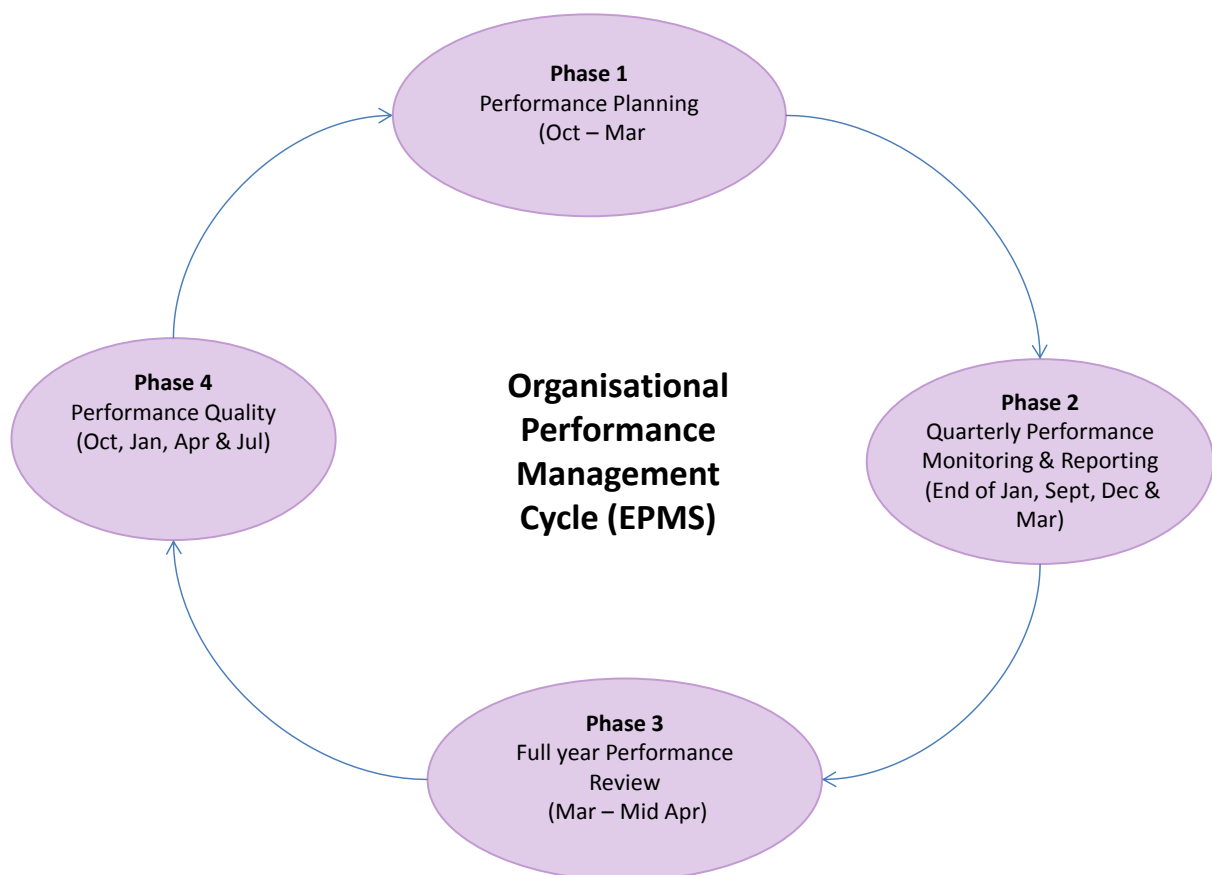 Phase 1
Performance Planning
(Oct – Mar
Phase 4
Performance Quality
(Oct, Jan, Apr & Jul)
Organisational
Performance
Management
Cycle (EPMS)
Phase 2
Quarterly Performance
Monitoring & Reporting
(End of Jan, Sept, Dec &
Mar)
Phase 3
Full year Performance
Review
(Mar – Mid Apr)